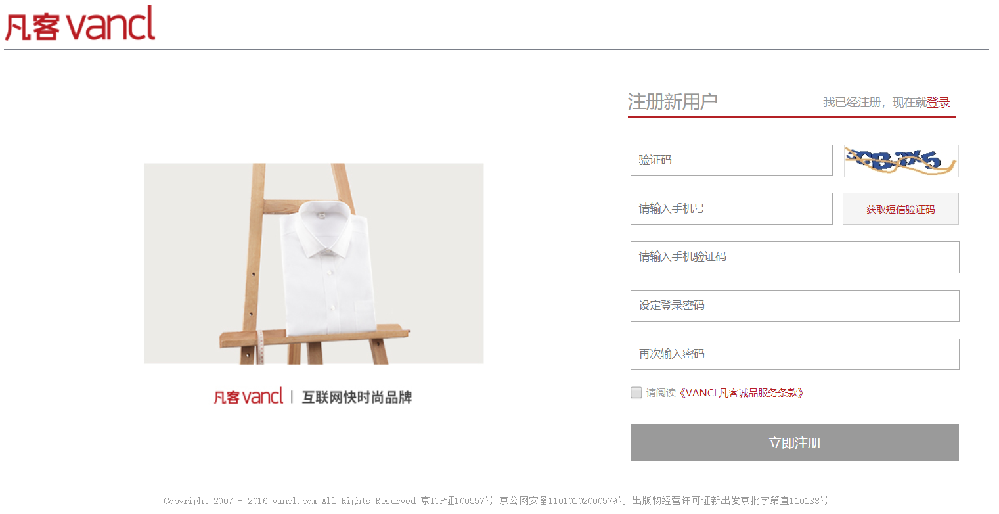 凡客 vancl
注册新用户
我已经注册，现在就登录
验证码
请输入手机号
获取短信验证码
请输入手机验证码
设定登录密码
再次输入密码
请阅读《VANCL凡客诚品服务条款》
立即注册
凡客 vancl | 互联网快时尚品牌
Copyright 2007 - 2016 vancl.com All Rights Reserved 京ICP证100557号 京公网安备11010102000579号 出版物经营许可证新出发京批字第直110138号